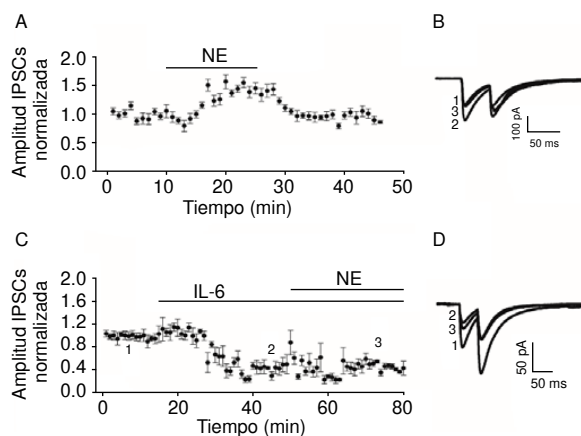 A
Amplitud IPSCs
normalizada
NE
2.0
1.5
1.0
0.5
0.0
0 10 20 30 40 50
Tiempo (min)
B
1
3
2
100 pA
50 ms
C
Amplitud IPSCs
normalizada
NE
IL-6
2.0
1.6
1.2
0.8
0.4
0.0
1
2
3
0 20 40 60 80
Tiempo (min)
D
2
3
1
50 pA
50 ms